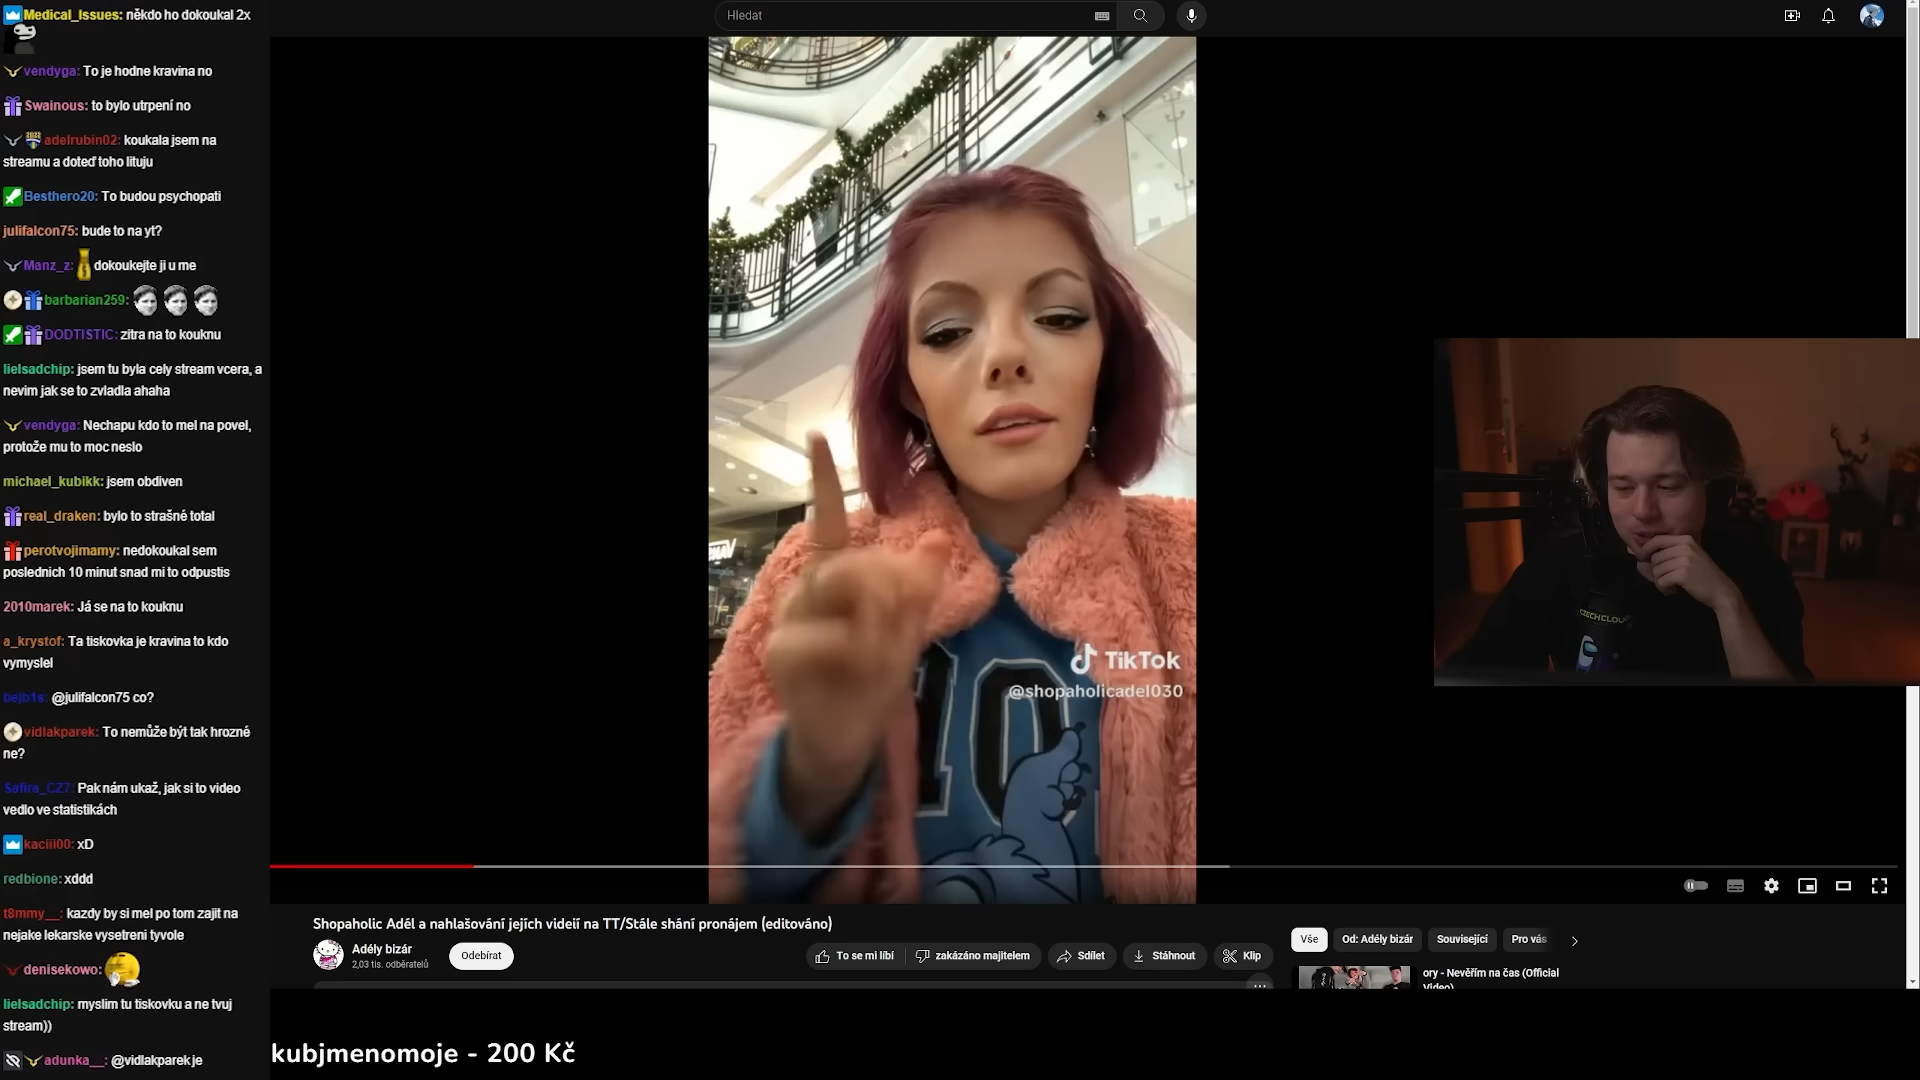 Medical_Issues: někdo ho dokoukal 2x
vendyga: To je hodne kravina no
Swainous: to bylo utrpení no
adelrubin02: koukala jsem na
streamu a doteď toho lituju
Besthero20: To budou psychopati
julifalcon75: bude to na yt?
Manz_z: dokoukejte ji u me
barbarian259:
DODTISTIC: zitra na to kouknu
lielsadchip: jsem tu byla cely stream vcera, a
nevim jak se to zvladla ahaha
vendyga: Nechapu kdo to mel na povel,
protože mu to moc neslo
michael_kubikk: jsem obdiven
real_draken: bylo to strašné total
perotvojimamy: nedokoukal sem
poslednich 10 minut snad mi to odpustis
2010marek: Já se na to kouknu
a_krystof: Ta tiskovka je kravina to kdo
vymyslel
bejb1s: @julifalcon75 co?
vidlakparek: To nemůže být tak hrozné
ne?
Safira_CZ7: Pak nám ukaž, jak si to video
vedlo ve statistikách
kaciii00: xD
redbione: xddd
t8mmy__: kazdy by si mel po tom zajit na
nejake lekarske vysetreni tyvole
denisekowo:
lielsadchip: myslim tu tiskovku a ne tvuj
stream))
adunka__: @vidlakparek je
Hledat
TikTok
@shopaholicadel030
10
CZECHCLOU
Shopaholic Adél a nahlašování jejích videií na TT/Stále shání pronájem (editováno)
Adély bizár
2,03 tis. odběratelů
Odebírat
To se mi líbí
zakázáno majitelem
Sdílet
Stáhnout
Klip
Vše
Od: Adély bizár
Související
Pro vás
ory - Nevěřím na čas (Official
Video)
kubjmenomoje - 200 Kč